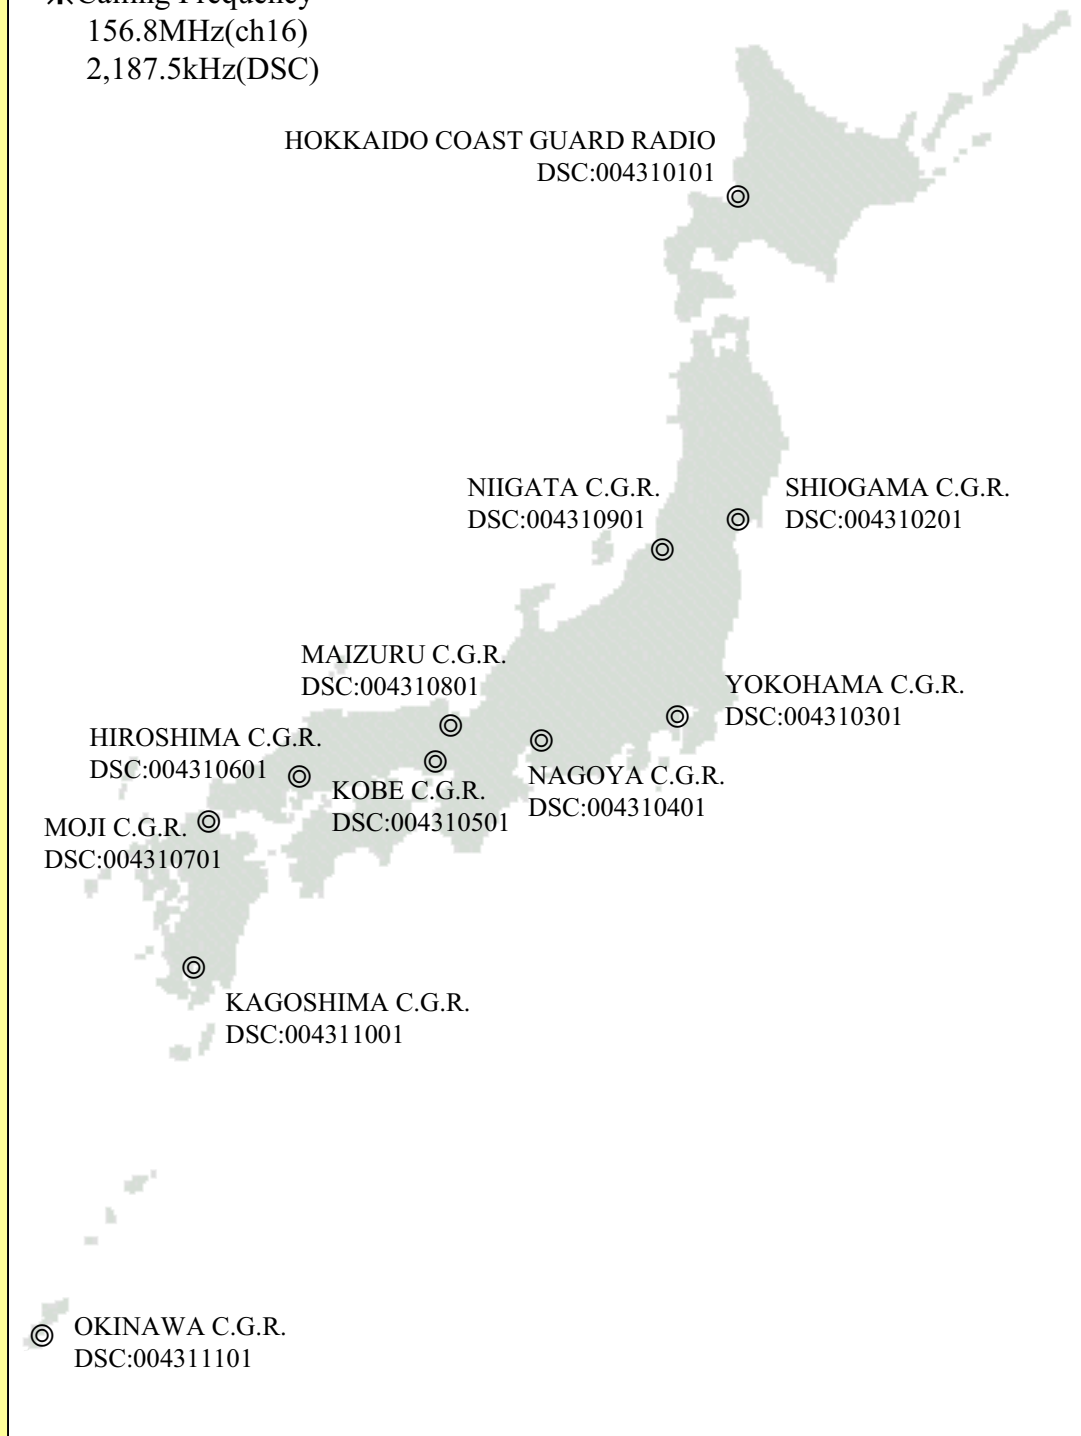 ※Calling Frequency
156.8MHz(ch16)
2,187.5kHz(DSC)
HOKKAIDO COAST GUARD RADIO
DSC:004310101
NIIGATA C.G.R.
DSC:004310901
SHIOGAMA C.G.R.
DSC:004310201
MAIZURU C.G.R.
DSC:004310801
YOKOHAMA C.G.R.
DSC:004310301
HIROSHIMA C.G.R.
DSC:004310601
KOBE C.G.R.
DSC:004310501
NAGOYA C.G.R.
DSC:004310401
MOJI C.G.R.
DSC:004310701
KAGOSHIMA C.G.R.
DSC:004311001
OKINAWA C.G.R.
DSC:004311101